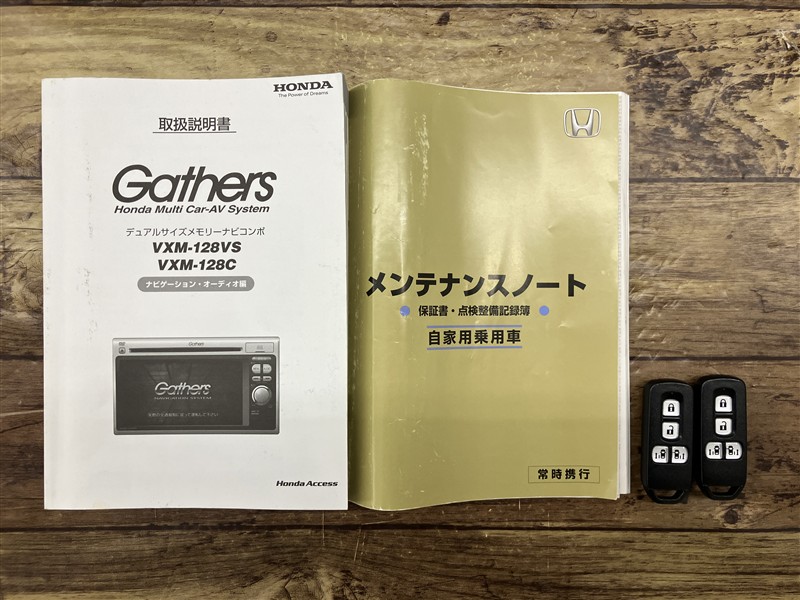 HONDA
The Power of Dreams
取扱説明書
Gathers
Honda Multi Car-AV System
デュアルサイズメモリーナビコンポ
VXM-128VS
VXM-128C
ナビゲーション・オーディオ編
Gathers
Gathers
NAVIGATION SYSTEM
Honda Access
メンテナンスノート
保証書・点検整備記録簿
自家用乗用車
常時携行